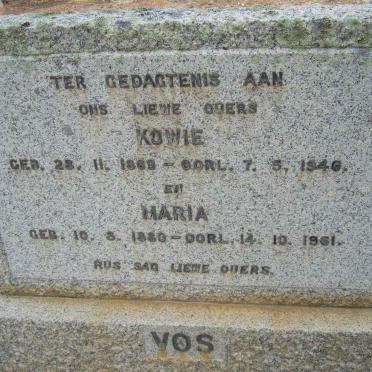 TER GEDAGTENIS AAN
ONS LIEWE OUERS
KOWIE
GEB. 28. 11. 1869 - OORL. 7. 5. 1946.
EN
MARIA
GEB. 10. 8. 1880 - OORL. 14. 10. 1961.
RUS SAG LIEWE OUERS.
VOS